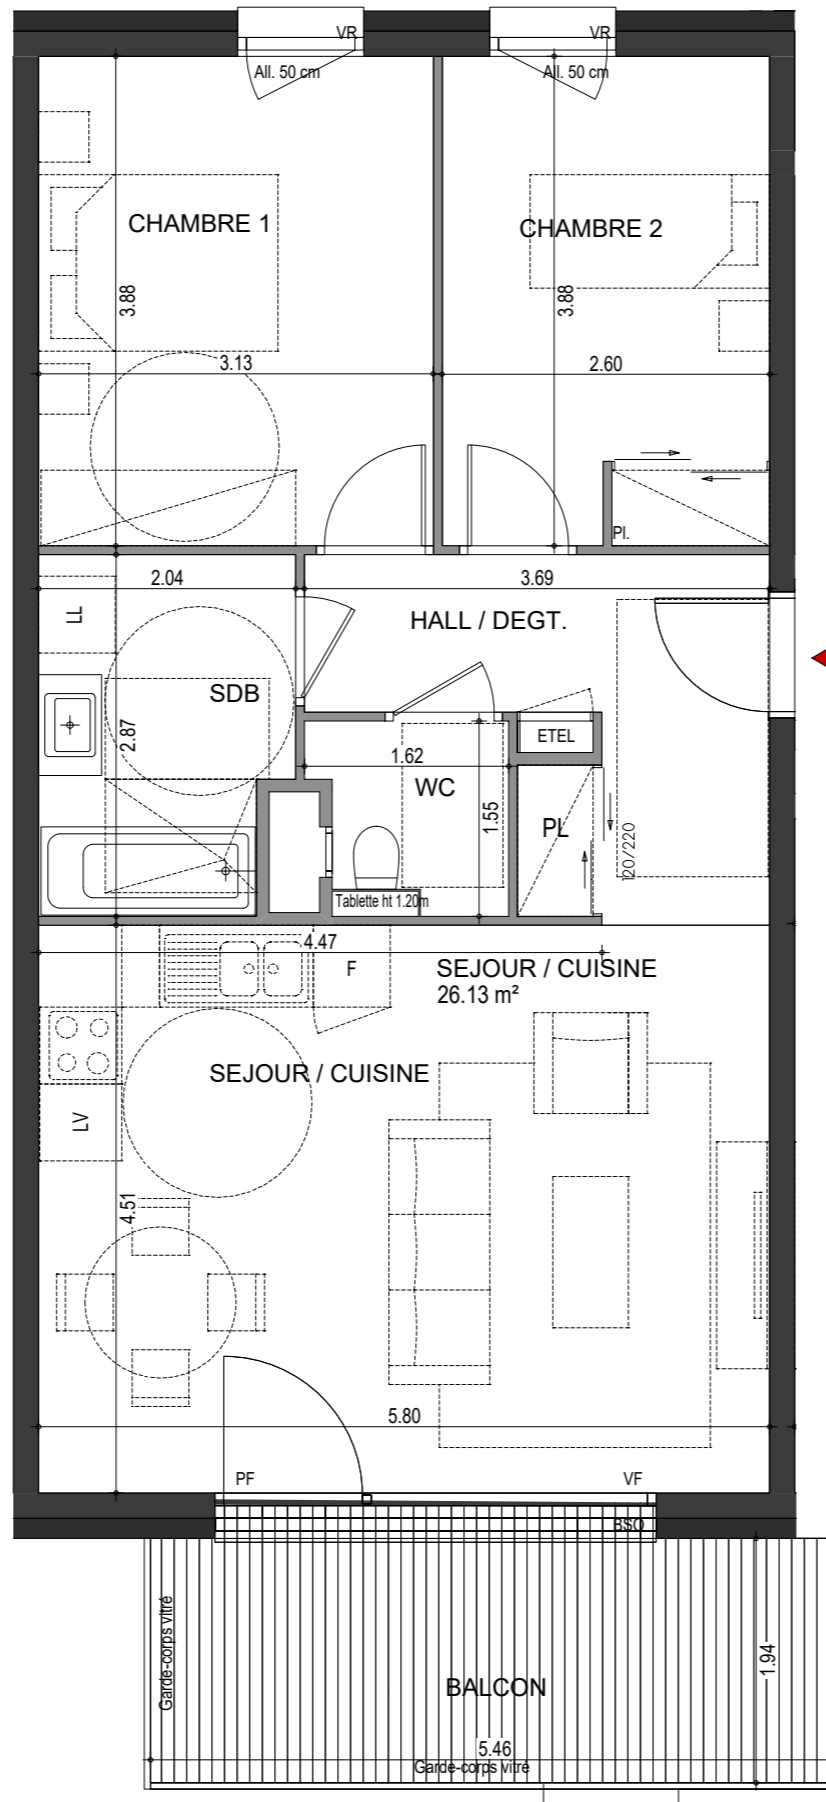 VR
VR
All. 50 cm
All. 50 cm
CHAMBRE 1
CHAMBRE 2
3.88
3.88
3.13
2.60
Pl.
2.04
3.69
LL
HALL / DEGT.
SDB
2.87
ETEL
1.62
WC
1.55
PL
120/220
Tablette ht 1.20m
4.47
F
SEJOUR / CUISINE
26.13 m²
SEJOUR / CUISINE
LV
4.51
5.80
PF
VF
BSO
Garde-corps vitré
1.94
BALCON
5.46
Garde-corps vitré